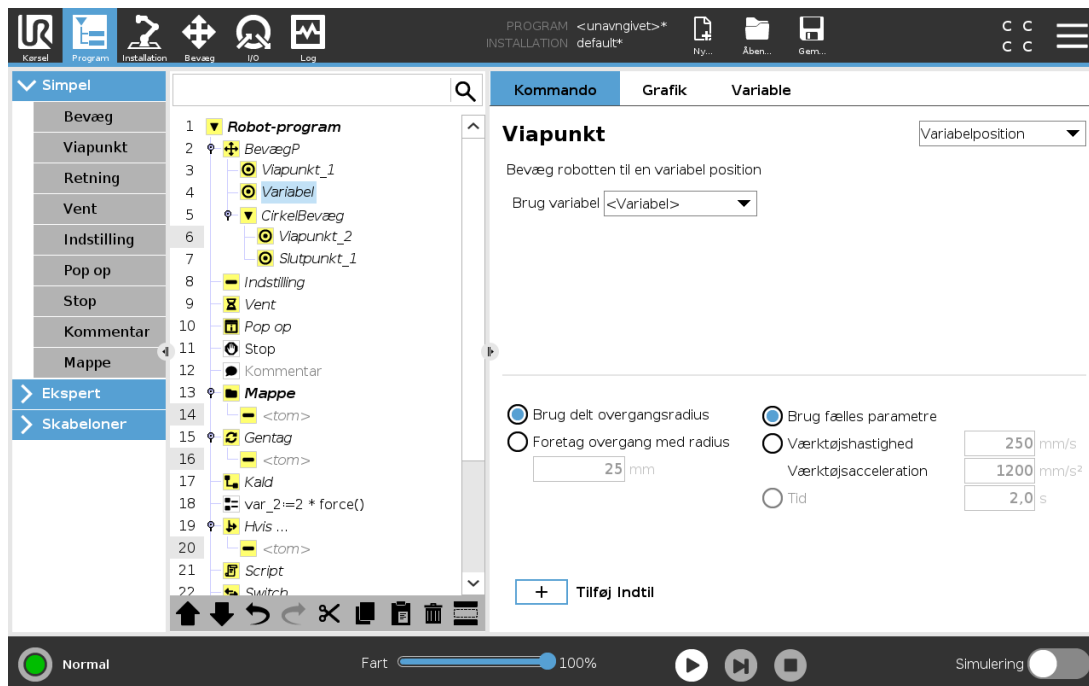 PROGRAM <unavngivet>*
INSTALLATION default*
Kørsel
Program
Installation
Bevæg
I/O
Log
Ny...
Åben...
Gem...
C C
C C
Simpel
Bevæg
Viapunkt
Retning
Vent
Indstilling
Pop op
Stop
Kommentar
Mappe
Ekspert
Skabeloner
1 Robot-program
2 BevægP
3 Viapunkt_1
4 Variabel
5 CirkelBevæg
6 Viapunkt_2
7 Slutpunkt_1
8 Indstilling
9 Vent
10 Pop op
11 Stop
12 Kommentar
13 Mappe
14 <tom>
15 Gentag
16 <tom>
17 Kald
18 var_2:=2 * force()
19 Hvis ...
20 <tom>
21 Script
22 Switch
Kommando
Grafik
Variable
Viapunkt
Variabelposition
Bevæg robotten til en variabel position
Brug variabel <Variabel>
Brug delt overgangsradius
Foretag overgang med radius
25 mm
Brug fælles parametre
Værktøjshastighed 250 mm/s
Værktøjsacceleration 1200 mm/s²
Tid 2,0 s
+ Tilføj Indtil
Normal
Fart 100%
Simulering